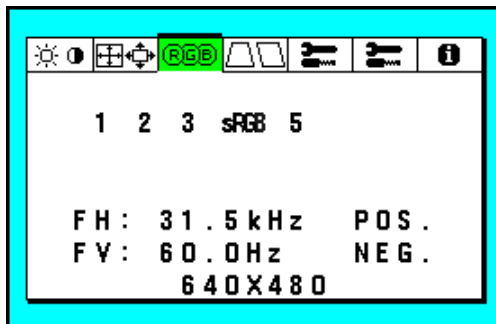 RGB
1 2 3 sRGB 5
FH: 31.5kHz POS.
FV: 60.0Hz NEG.
640X480